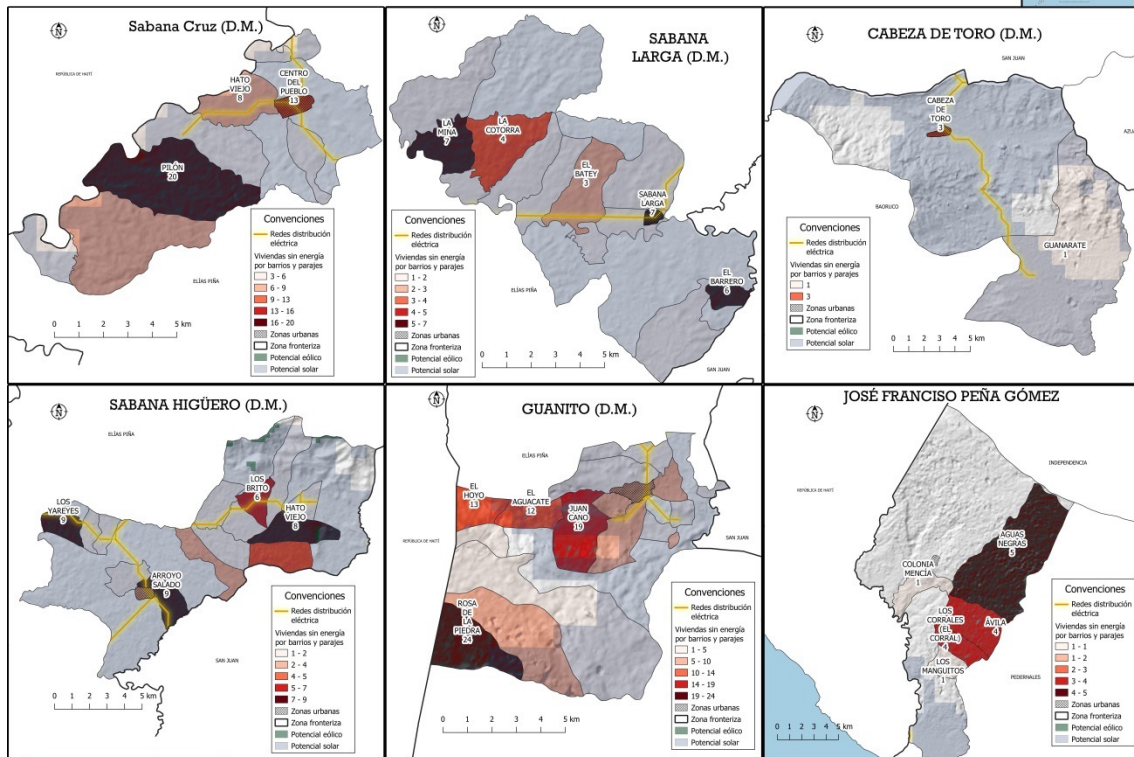 Sabana Cruz (D.M.)
N
REPÚBLICA DE HAITÍ
HATO
VIEJO
8
CENTRO
DEL
PUEBLO
13
PILÓN
20
ELÍAS PIÑA
Convenciones
Redes distribución
eléctrica
Viviendas sin energía
por barrios y parajes
3 - 6
6 - 9
9 - 13
13 - 16
16 - 20
Zonas urbanas
Zona fronteriza
Potencial eólico
Potencial solar
0 1 2 3 4 5 km
SABANA
LARGA (D.M.)
N
LA
MINA
7
LA
COTORRA
4
EL
BATEY
3
SABANA
LARGA
7
EL
BARRERO
6
ELÍAS PIÑA
SAN JUAN
Convenciones
Redes distribución
eléctrica
Viviendas sin energía
por barrios y parajes
1 - 2
2 - 3
3 - 4
4 - 5
5 - 7
Zonas urbanas
Zona fronteriza
Potencial eólico
Potencial solar
0 1 2 3 4 5 km
CABEZA DE TORO (D.M.)
N
SAN JUAN
CABEZA
DE
TORO
3
AZUA
BAORUCO
GUANARATE
1
Convenciones
Redes distribución
eléctrica
Viviendas sin energía
por barrios y parajes
1
3
Zonas urbanas
Zona fronteriza
Potencial eólico
Potencial solar
0 1 2 3 4 5 km
SABANA HIGÜERO (D.M.)
N
ELÍAS PIÑA
LOS
BRITO
6
LOS
YAREYES
9
HATO
VIEJO
8
ARROYO
SALADO
9
SAN JUAN
Convenciones
Redes distribución
eléctrica
Viviendas sin energía
por barrios y parajes
1 - 2
2 - 4
4 - 5
5 - 7
7 - 9
Zonas urbanas
Zona fronteriza
Potencial eólico
Potencial solar
0 1 2 3 4 5 km
GUANITO (D.M.)
N
ELÍAS PIÑA
EL
HOYO
13
EL
AGUACATE
12
JUAN
CANO
19
REPÚBLICA DE HAITÍ
SAN JUAN
ROSA
DE
LA
PIEDRA
24
Convenciones
Redes distribución
eléctrica
Viviendas sin energía
por barrios y parajes
1 - 5
5 - 10
10 - 14
14 - 19
19 - 24
Zonas urbanas
Zona fronteriza
Potencial eólico
Potencial solar
0 1 2 3 4 5 km
JOSÉ FRANCISO PEÑA GÓMEZ
N
INDEPENDENCIA
REPÚBLICA DE HAITÍ
AGUAS
NEGRAS
5
COLONIA
MENCÍA
1
LOS
CORRALES
(EL
CORRAL)
4
ÁVILA
4
LOS
MANGUITOS
1
PEDERNALES
Convenciones
Redes distribución
eléctrica
Viviendas sin energía
por barrios y parajes
1 - 1
1 - 2
2 - 3
3 - 4
4 - 5
Zonas urbanas
Zona fronteriza
Potencial eólico
Potencial solar
0 1 2 3 4 5 km